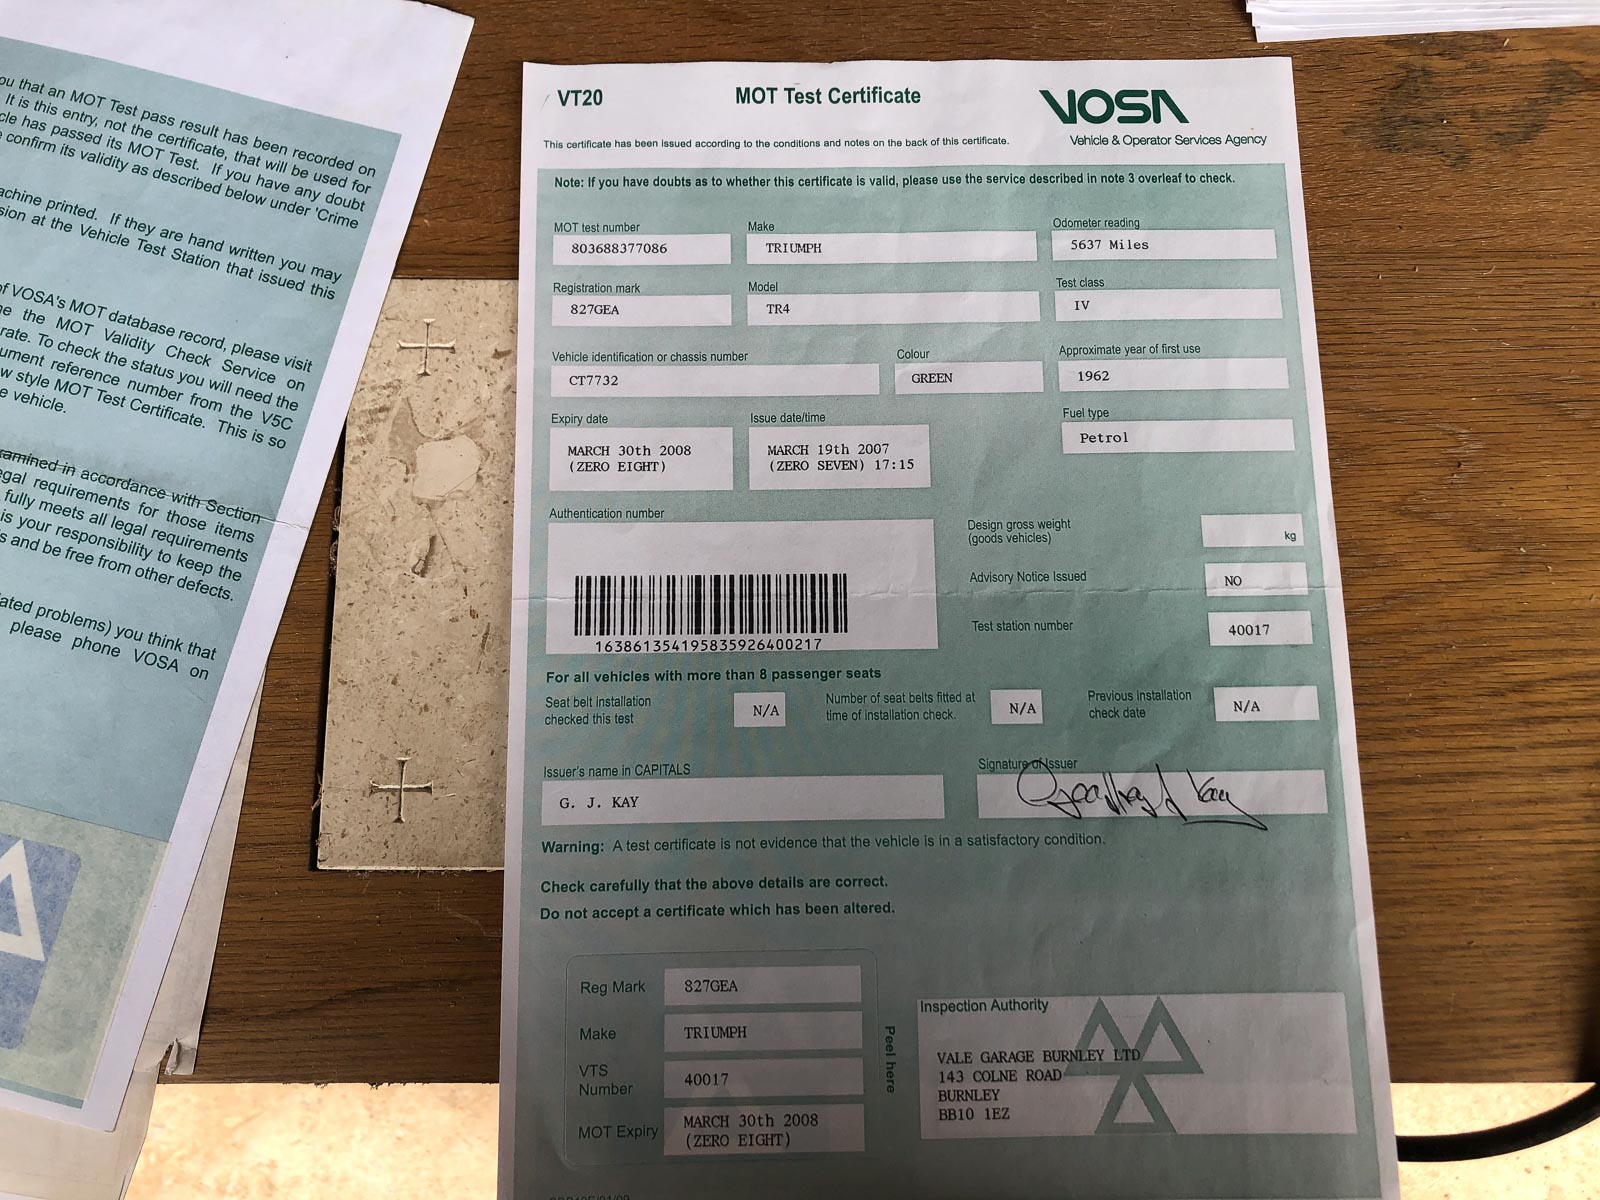 ou that an MOT Test pass result has been recorded on
It is this entry, not the certificate, that will be used for
cle has passed its MOT Test. If you have any doubt
confirm its validity as described below under 'Crime
achine printed. If they are hand written you may
sion at the Vehicle Test Station that issued this
of VOSA's MOT database record, please visit
the MOT Validity Check Service on
rate. To check the status you will need the
ument reference number from the V5C
w style MOT Test Certificate. This is so
e vehicle.
amined in accordance with Section
egal requirements for those items
fully meets all legal requirements
is your responsibility to keep the
s and be free from other defects.
ated problems) you think that
please phone VOSA on
VT20
MOT Test Certificate
VOSA
Vehicle & Operator Services Agency
This certificate has been issued according to the conditions and notes on the back of this certificate.
Note: If you have doubts as to whether this certificate is valid, please use the service described in note 3 overleaf to check.
MOT test number
803688377086
Make
TRIUMPH
Odometer reading
5637 Miles
Registration mark
827GEA
Model
TR4
Test class
IV
Vehicle identification or chassis number
CT7732
Colour
GREEN
Approximate year of first use
1962
Expiry date
MARCH 30th 2008
(ZERO EIGHT)
Issue date/time
MARCH 19th 2007
(ZERO SEVEN) 17:15
Fuel type
Petrol
Authentication number
163861354195835926400217
Design gross weight
(goods vehicles)
kg
Advisory Notice Issued
NO
Test station number
40017
For all vehicles with more than 8 passenger seats
Seat belt installation
checked this test
N/A
Number of seat belts fitted at
time of installation check.
N/A
Previous installation
check date
N/A
Issuer's name in CAPITALS
G. J. KAY
Signature of Issuer
Geoffrey J Kay
Warning: A test certificate is not evidence that the vehicle is in a satisfactory condition.
Check carefully that the above details are correct.
Do not accept a certificate which has been altered.
Reg Mark
827GEA
Make
TRIUMPH
VTS
Number
40017
MOT Expiry
MARCH 30th 2008
(ZERO EIGHT)
Peel here
Inspection Authority
VALE GARAGE BURNLEY LTD
143 COLNE ROAD
BURNLEY
BB10 1EZ